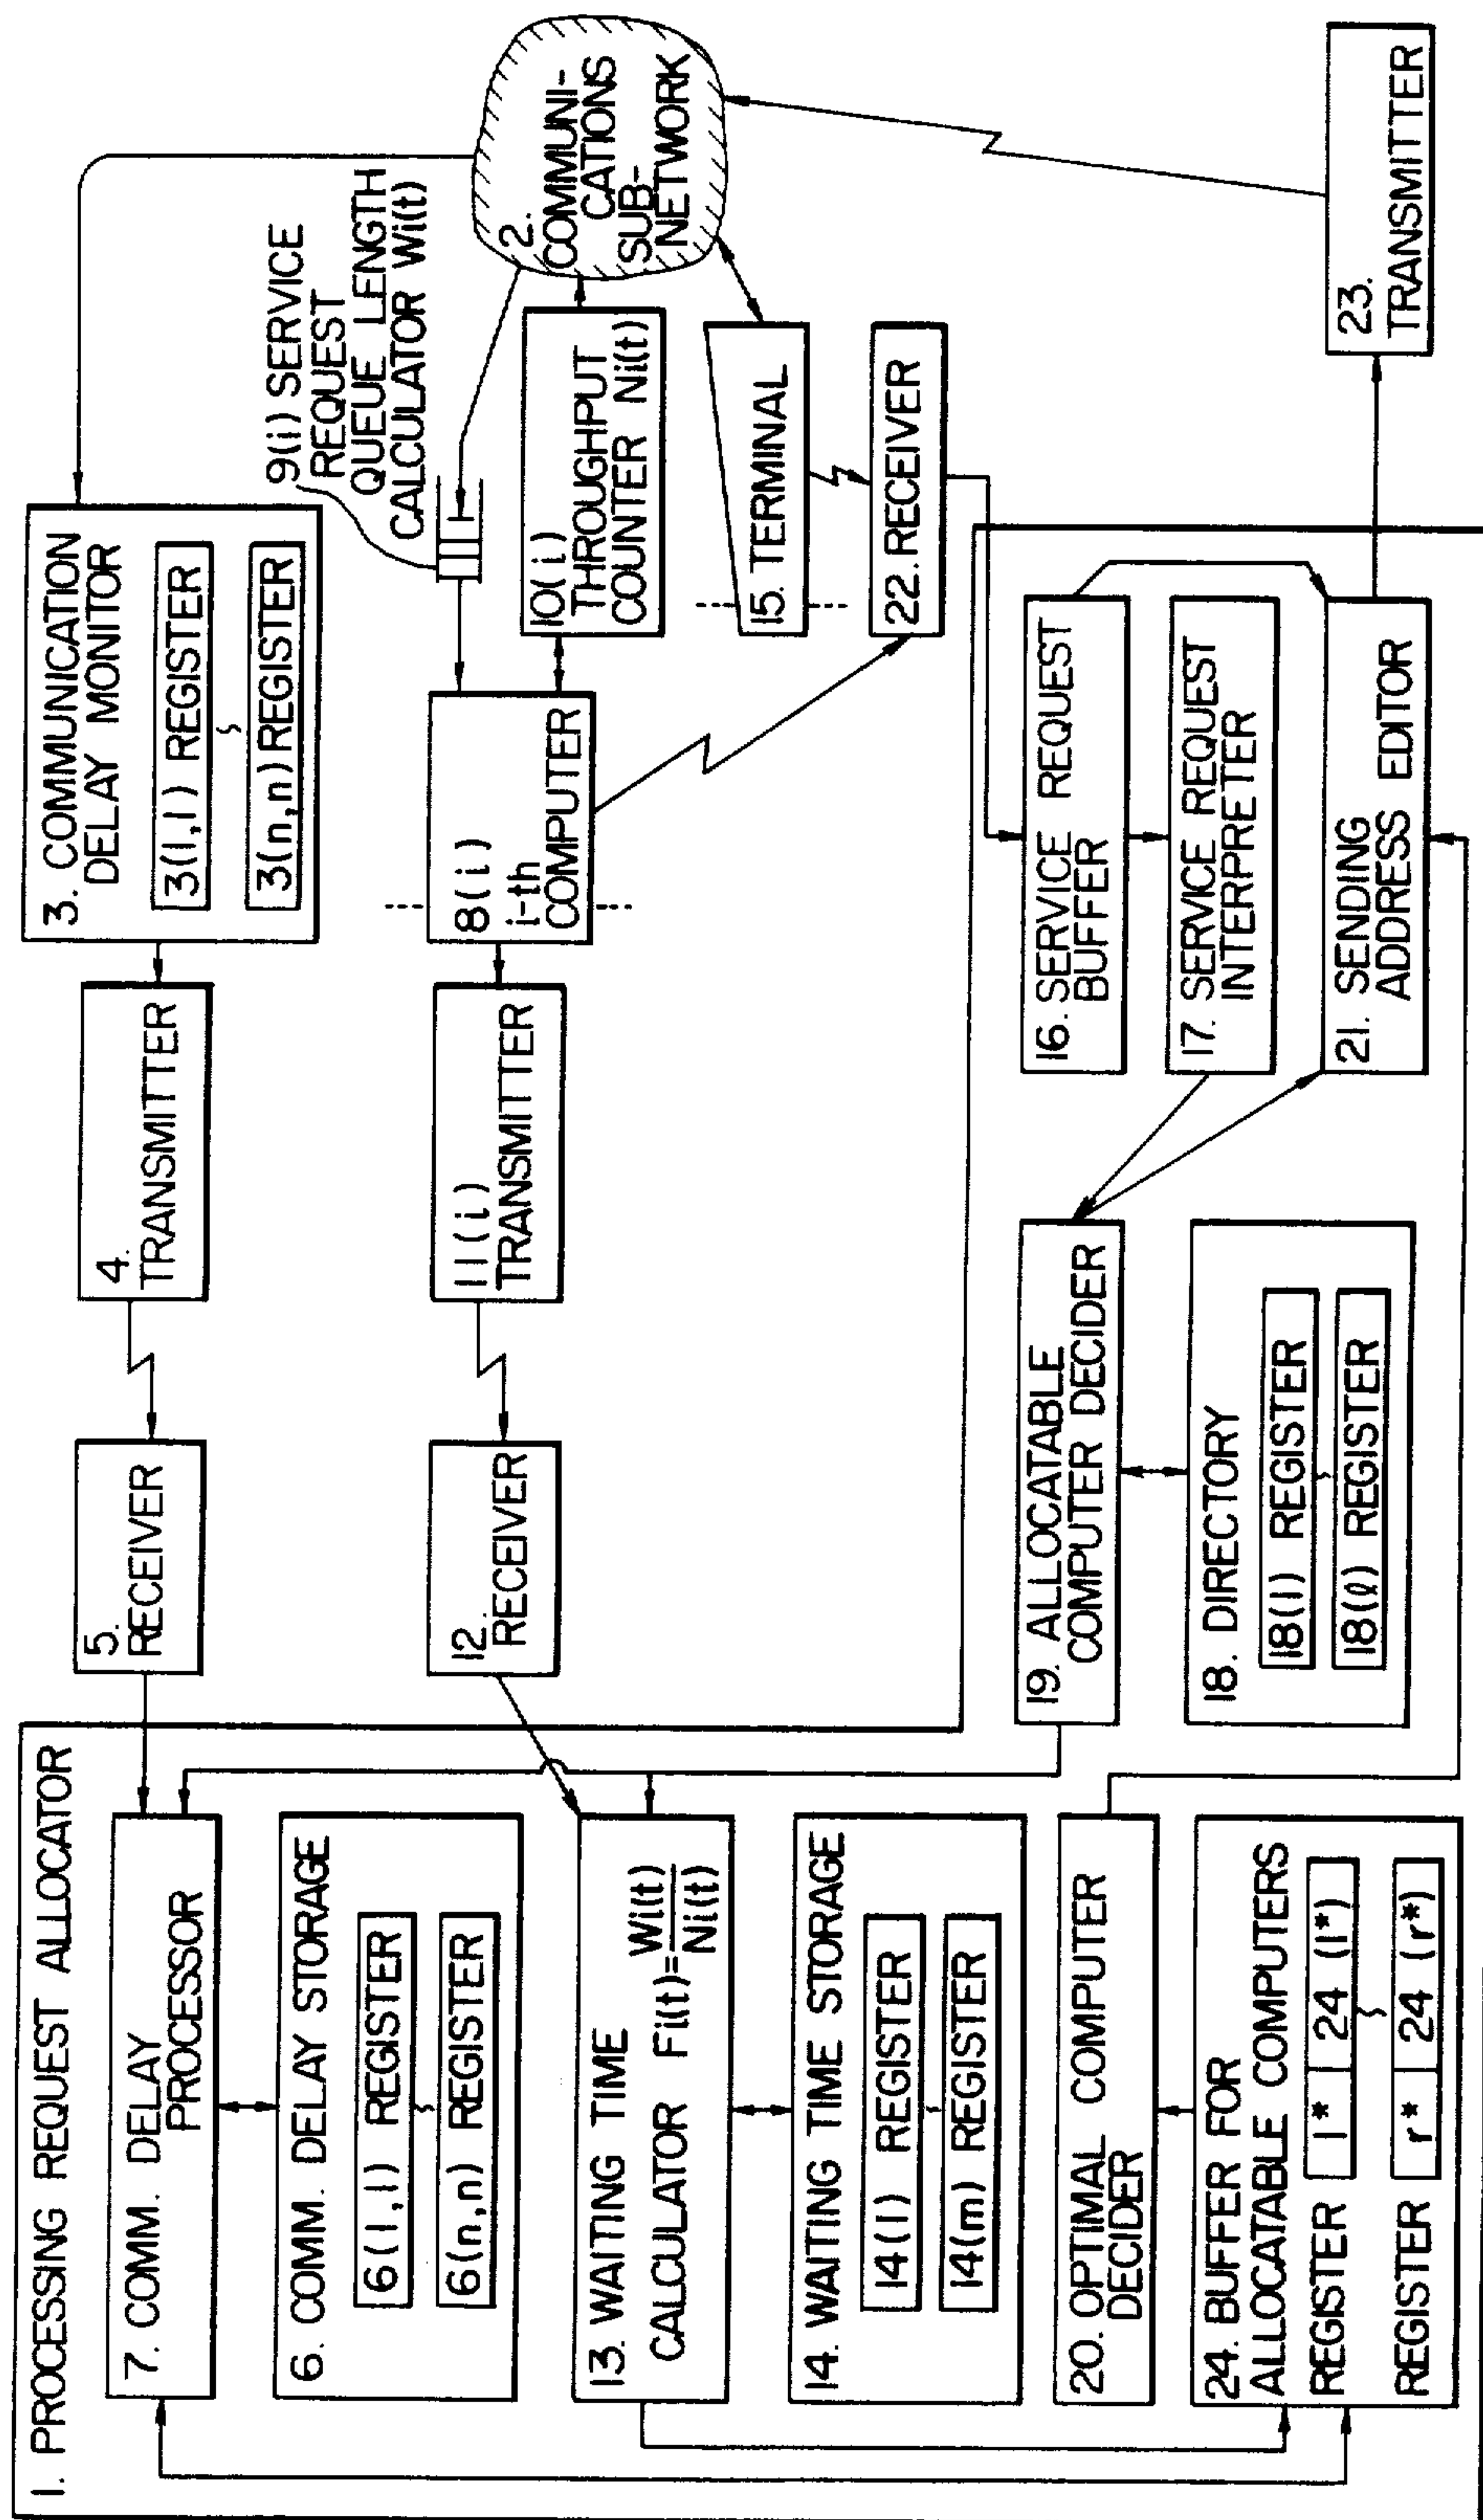 1. PROCESSING REQUEST ALLOCATOR
7. COMM. DELAY
PROCESSOR
6. COMM. DELAY STORAGE
6(1,1) REGISTER
6(n,n) REGISTER
13. WAITING TIME
CALCULATOR Fi(t)=Wi(t)/Ni(t)
14. WAITING TIME STORAGE
14(1) REGISTER
14(m) REGISTER
20. OPTIMAL COMPUTER
DECIDER
24. BUFFER FOR
ALLOCATABLE COMPUTERS
REGISTER 1* 24 (1*)
REGISTER r* 24 (r*)
5.
RECEIVER
12.
RECEIVER
4.
TRANSMITTER
11(i)
TRANSMITTER
3. COMMUNICATION
DELAY MONITOR
3(1,1) REGISTER
3(n,n) REGISTER
8(i)
i-th
COMPUTER
9(i) SERVICE
REQUEST
QUEUE LENGTH
CALCULATOR Wi(t)
10(i)
THROUGHPUT
COUNTER Ni(t)
2.
COMMUNI-
CATIONS
SUB-
NETWORK
15. TERMINAL
22. RECEIVER
19. ALLOCATABLE
COMPUTER DECIDER
18. DIRECTORY
18(1) REGISTER
18(ℓ) REGISTER
16. SERVICE REQUEST
BUFFER
17. SERVICE REQUEST
INTERPRETER
21. SENDING
ADDRESS EDITOR
23.
TRANSMITTER